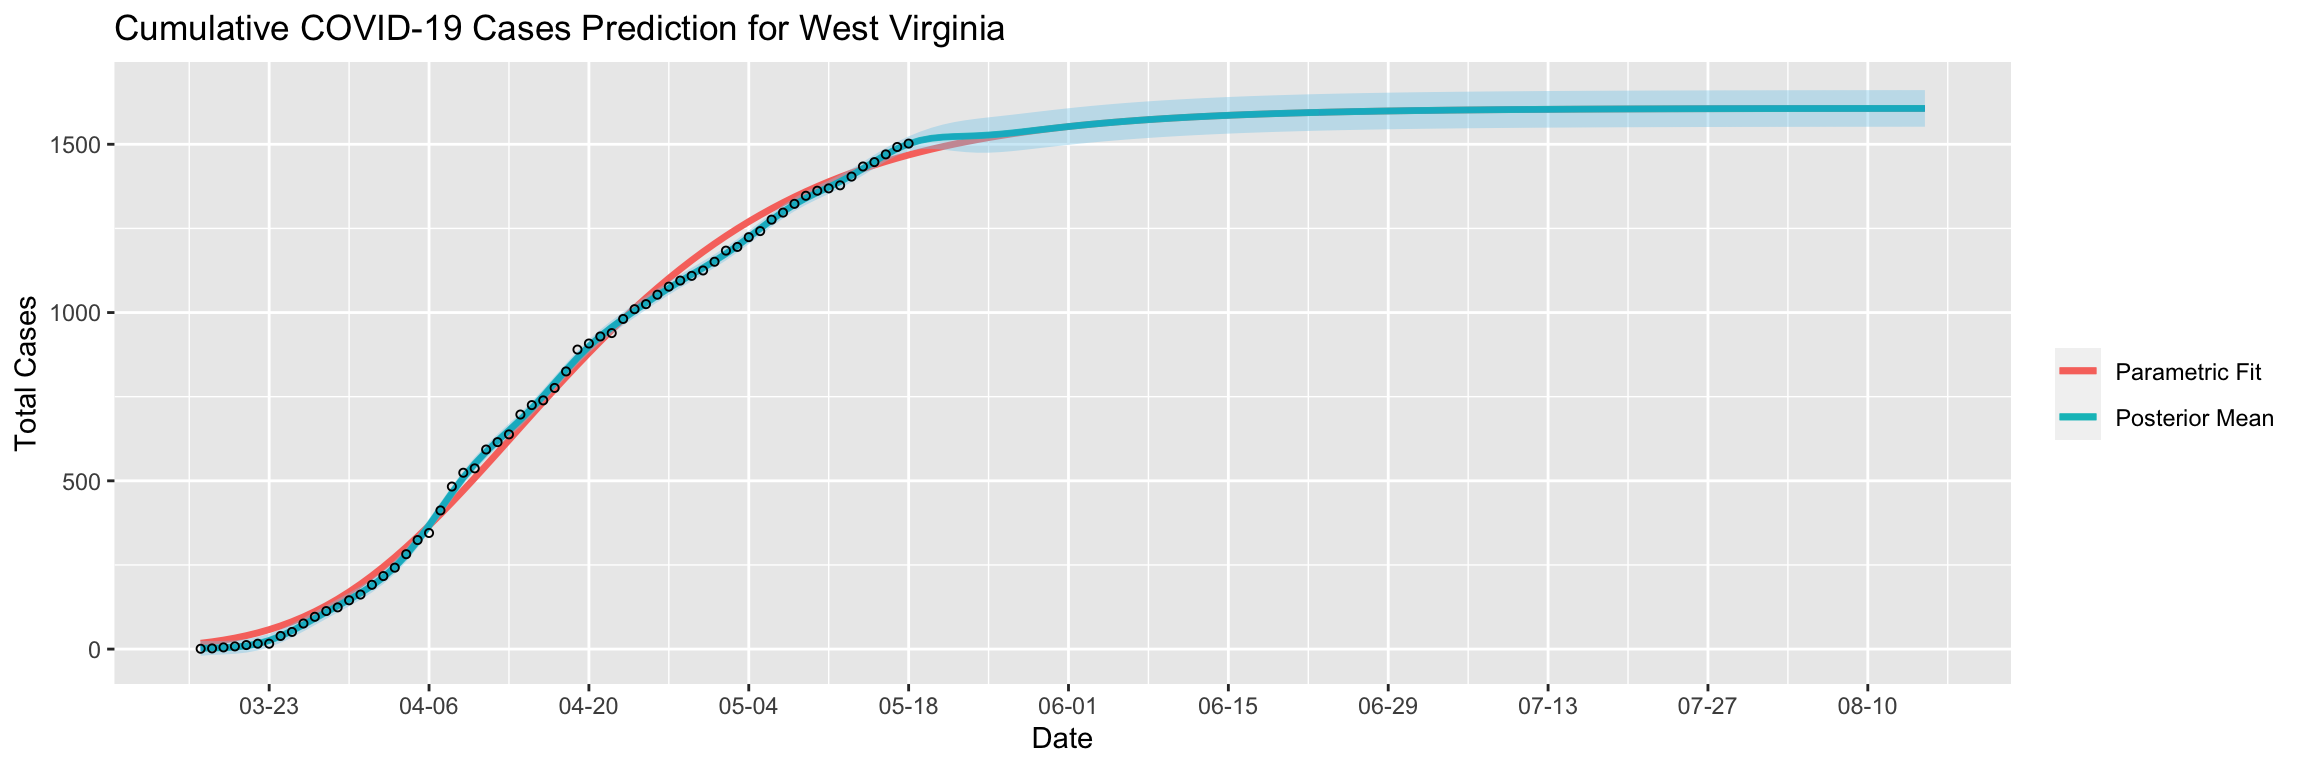 Cumulative COVID-19 Cases Prediction for West Virginia
Total Cases
1500
1000
500
0
03-23 04-06 04-20 05-04 05-18 06-01 06-15 06-29 07-13 07-27 08-10
Date
Parametric Fit
Posterior Mean